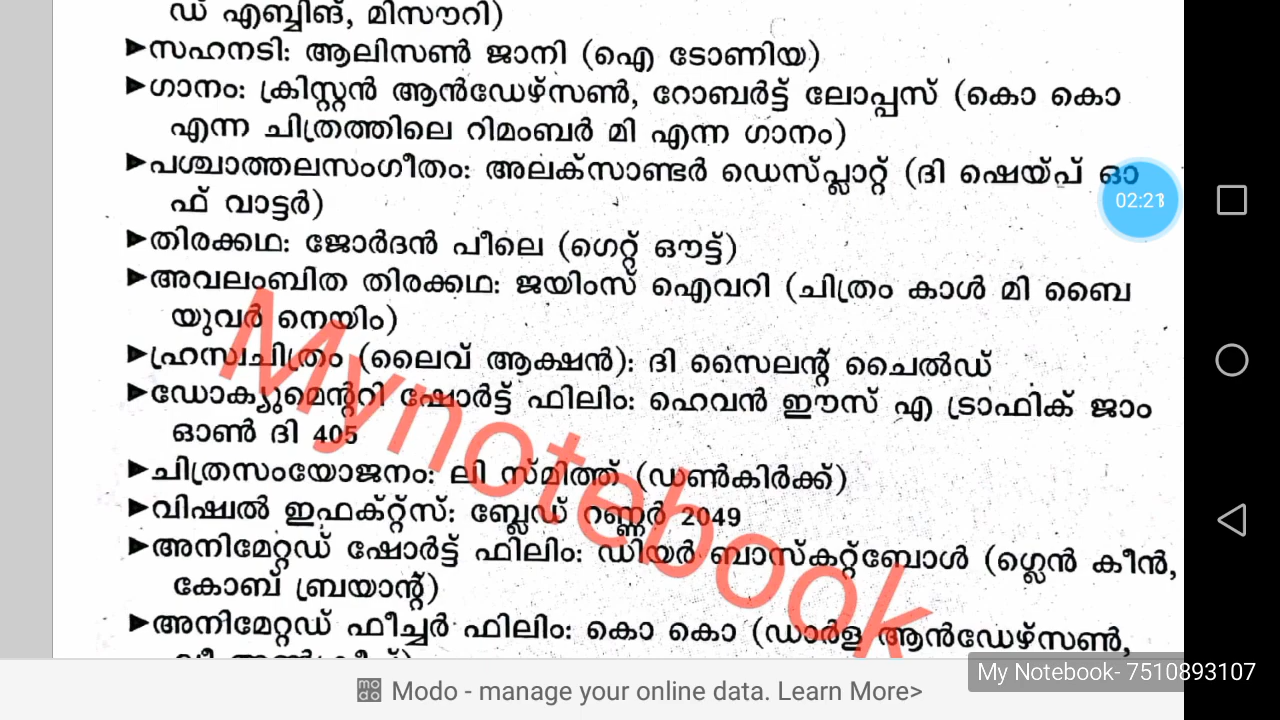 ഡ് എബ്ബിങ്, മിസൗറി)
➤സഹനടി: ആലിസൺ ജാനി (ഐ ടോണിയ)
➤ഗാനം: ക്രിസ്റ്റൻ ആൻഡേഴ്സൺ, റോബർട്ട് ലോപ്പസ് (കൊ കൊ
എന്ന ചിത്രത്തിലെ റിമംബർ മി എന്ന ഗാനം)
➤പശ്ചാത്തലസംഗീതം: അലക്സാണ്ടർ ഡെസ്പ്ലാറ്റ് (ദി ഷെയ്പ് ഓ
ഫ് വാട്ടർ)
02:21
➤തിരക്കഥ: ജോർദൻ പീലെ (ഗെറ്റ് ഔട്ട്)
➤അവലംബിത തിരക്കഥ: ജയിംസ് ഐവറി (ചിത്രം കാൾ മി ബൈ
യുവർ നെയിം)
➤ഹ്രസ്വചിത്രം (ലൈവ് ആക്ഷൻ): ദി സൈലന്റ് ചൈൽഡ്
➤ഡോക്യുമെന്ററി ഷോർട്ട് ഫിലിം: ഹെവൻ ഈസ് എ ട്രാഫിക് ജാം
ഓൺ ദി 405
➤ചിത്രസംയോജനം: ലി സ്മിത്ത് (ഡൺകിർക്ക്)
➤വിഷ്വൽ ഇഫക്റ്റ്സ്: ബ്ലേഡ് റണ്ണർ 2049
➤അനിമേറ്റഡ് ഷോർട്ട് ഫിലിം: ഡിയർ ബാസ്കറ്റ്ബോൾ (ഗ്ലെൻ കീൻ,
കോബ് ബ്രയാന്റ്)
➤അനിമേറ്റഡ് ഫീച്ചർ ഫിലിം: കൊ കൊ (ഡാർള ആൻഡേഴ്സൺ,
Mynotebook
My Notebook- 7510893107
modo Modo - manage your online data. Learn More>